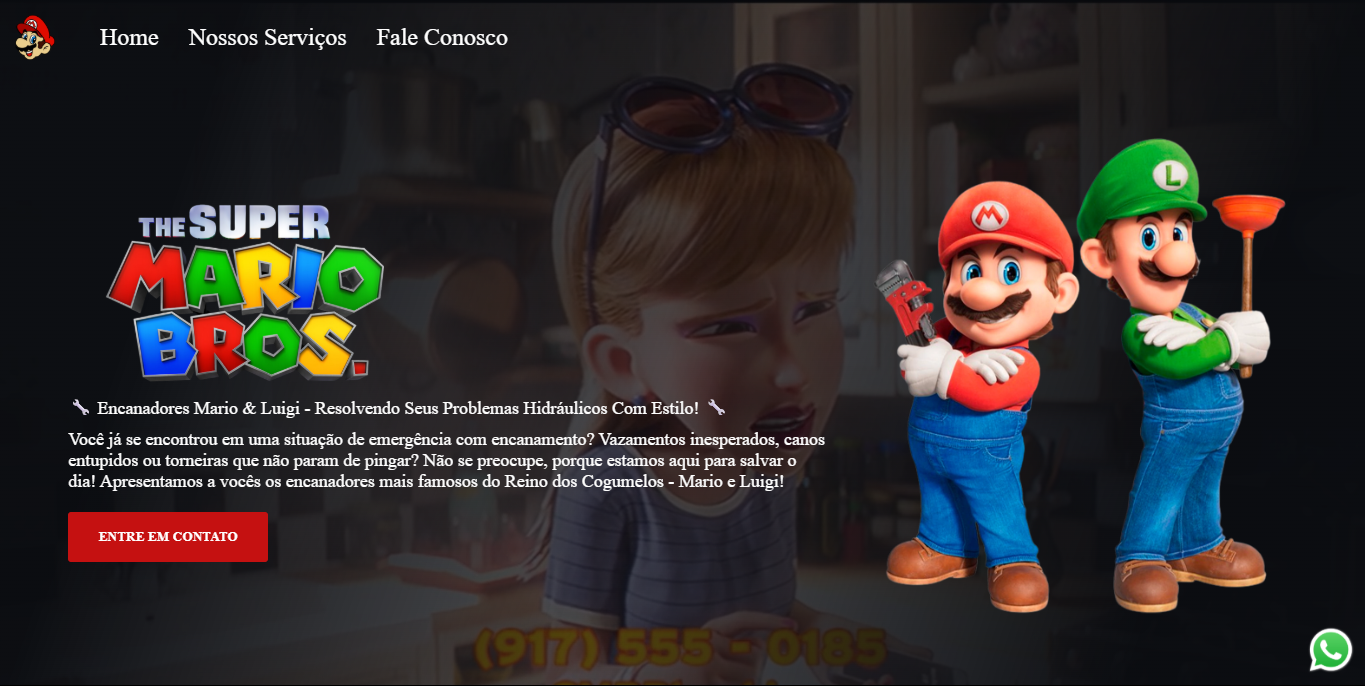 Home Nossos Serviços Fale Conosco
THE SUPER
MARIO
BROS.
🔧 Encanadores Mario & Luigi - Resolvendo Seus Problemas Hidráulicos Com Estilo! 🔧
Você já se encontrou em uma situação de emergência com encanamento? Vazamentos inesperados, canos
entupidos ou torneiras que não param de pingar? Não se preocupe, porque estamos aqui para salvar o
dia! Apresentamos a vocês os encanadores mais famosos do Reino dos Cogumelos - Mario e Luigi!
ENTRE EM CONTATO
M
L
(917) 555 - 0185